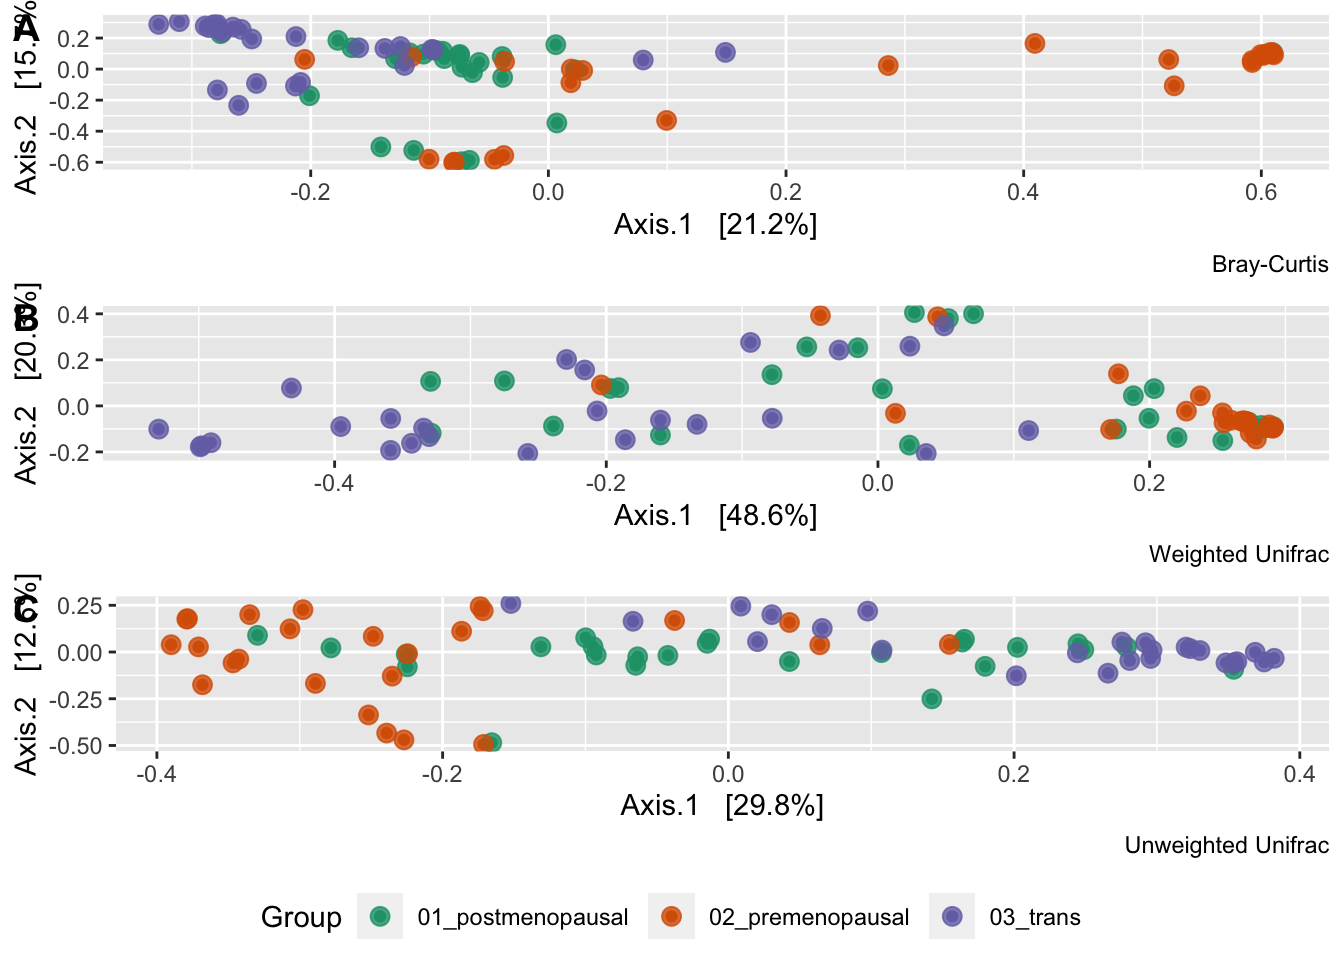 A
Axis.2 [15.
0.2
0.0
-0.2
-0.4
-0.6
-0.2 0.0 0.2 0.4 0.6
Axis.1 [21.2%]
Bray-Curtis
B
Axis.2 [20.
0.4
0.2
0.0
-0.2
-0.4 -0.2 0.0 0.2
Axis.1 [48.6%]
Weighted Unifrac
C
Axis.2 [12.
0.25
0.00
-0.25
-0.50
-0.4 -0.2 0.0 0.2 0.4
Axis.1 [29.8%]
Unweighted Unifrac
Group 01_postmenopausal 02_premenopausal 03_trans